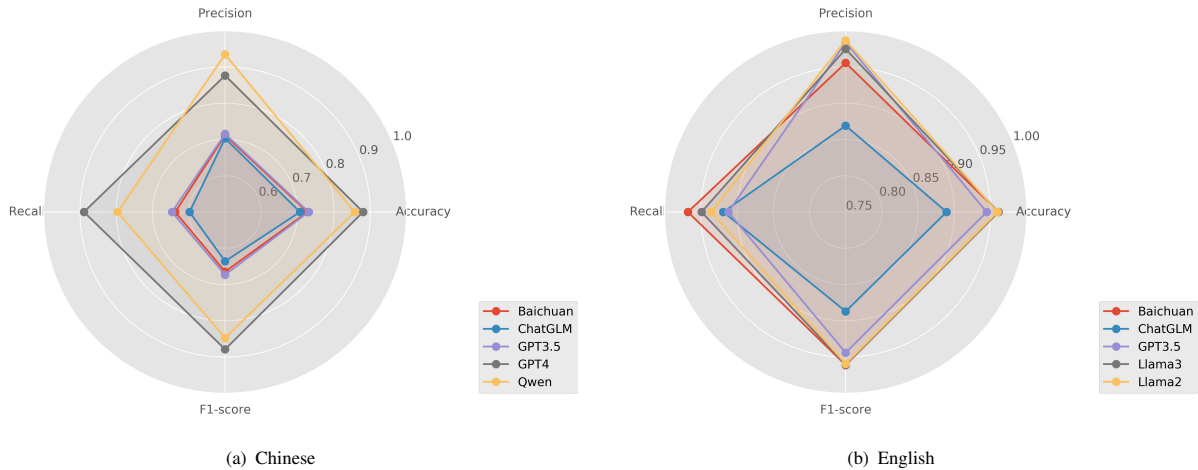 Precision
1.0
0.9
0.8
0.7
0.6
Recall
Accuracy
F1-score
Baichuan
ChatGLM
GPT3.5
GPT4
Qwen
(a) Chinese
Precision
1.00
0.95
0.90
0.85
0.80
0.75
Recall
Accuracy
F1-score
Baichuan
ChatGLM
GPT3.5
Llama3
Llama2
(b) English